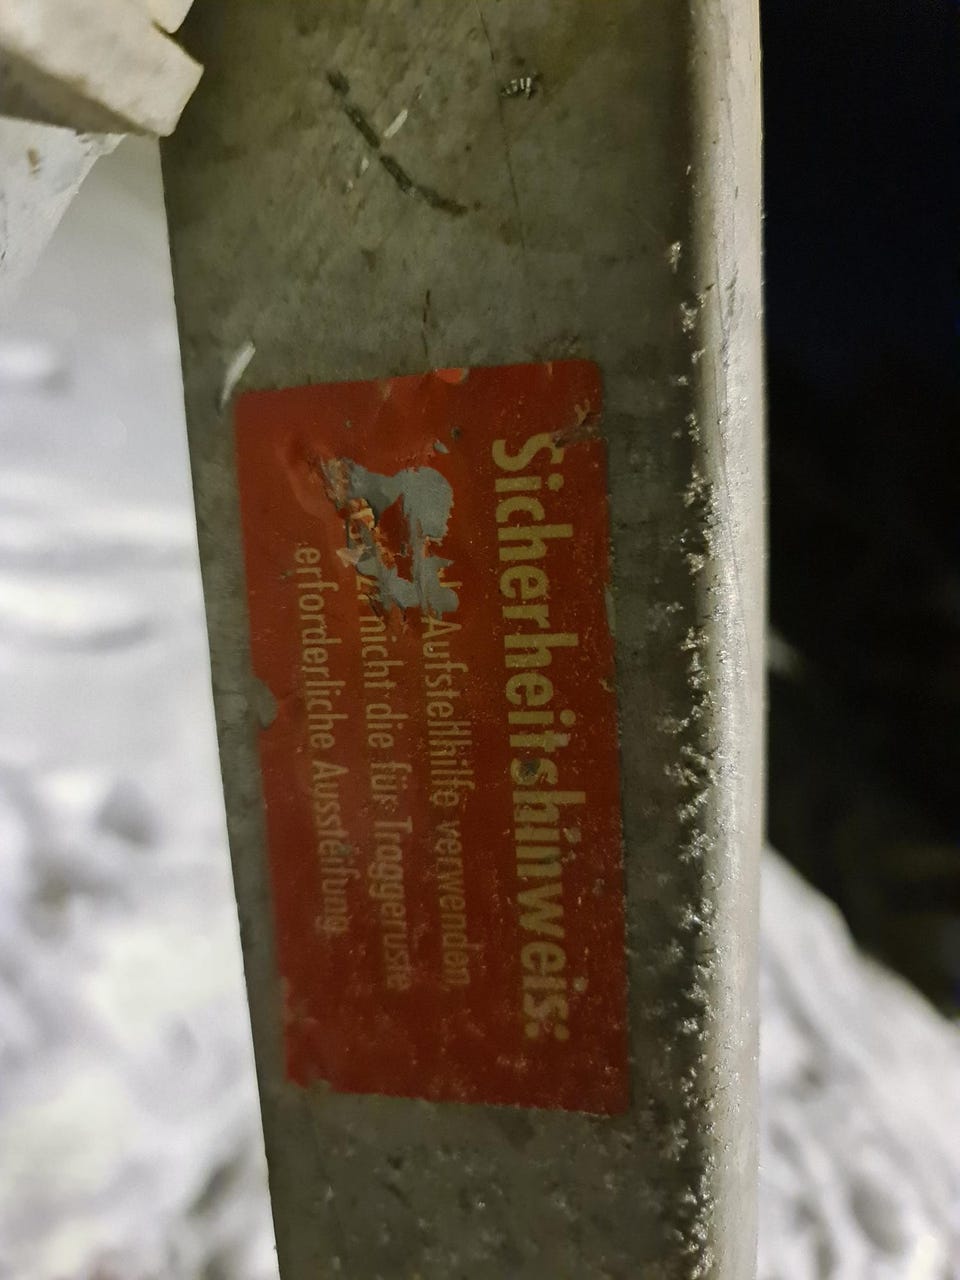 Sicherheitshinweis:
Aufstellhilfe verwenden
nicht die für Traggerüste
erforderliche Aussteifung